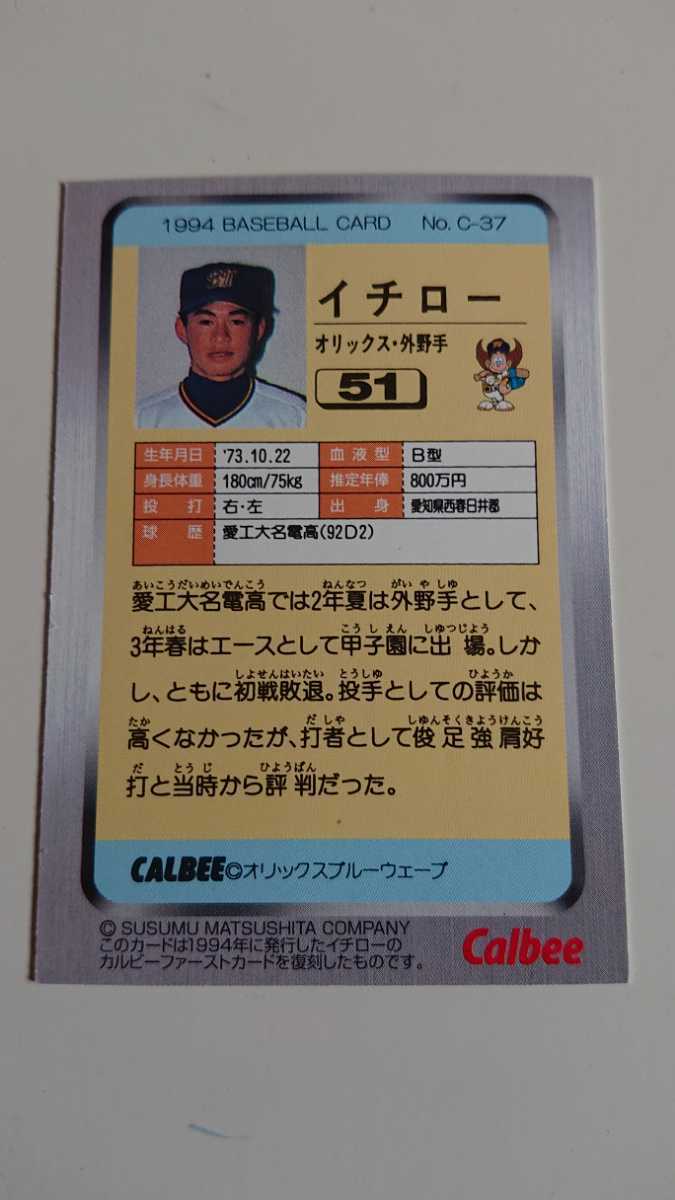 1994 BASEBALL CARD No. C-37
イチロー
オリックス・外野手
51
生年月日 '73.10.22 血液型 B型
身長体重 180cm/75kg 推定年俸 800万円
投打 右・左 出身 愛知県西春日井郡
球歴 愛工大名電高(92D2)
あいこうだいめいでんこう ねんなつ がいやしゅ
愛工大名電高では2年夏は外野手として、
ねんはる こうしえん しゅつじょう
3年春はエースとして甲子園に出場。しか
しよせんはいたい とうしゅ ひょうか
し、ともに初戦敗退。投手としての評価は
たか だしゃ しゅんそくきょうけんこう
高くなかったが、打者として俊足強肩好
だ とうじ ひょうばん
打と当時から評判だった。
CALBEE©オリックスブルーウェーブ
© SUSUMU MATSUSHITA COMPANY
このカードは1994年に発行したイチローの
カルビーファーストカードを復刻したものです。
Calbee